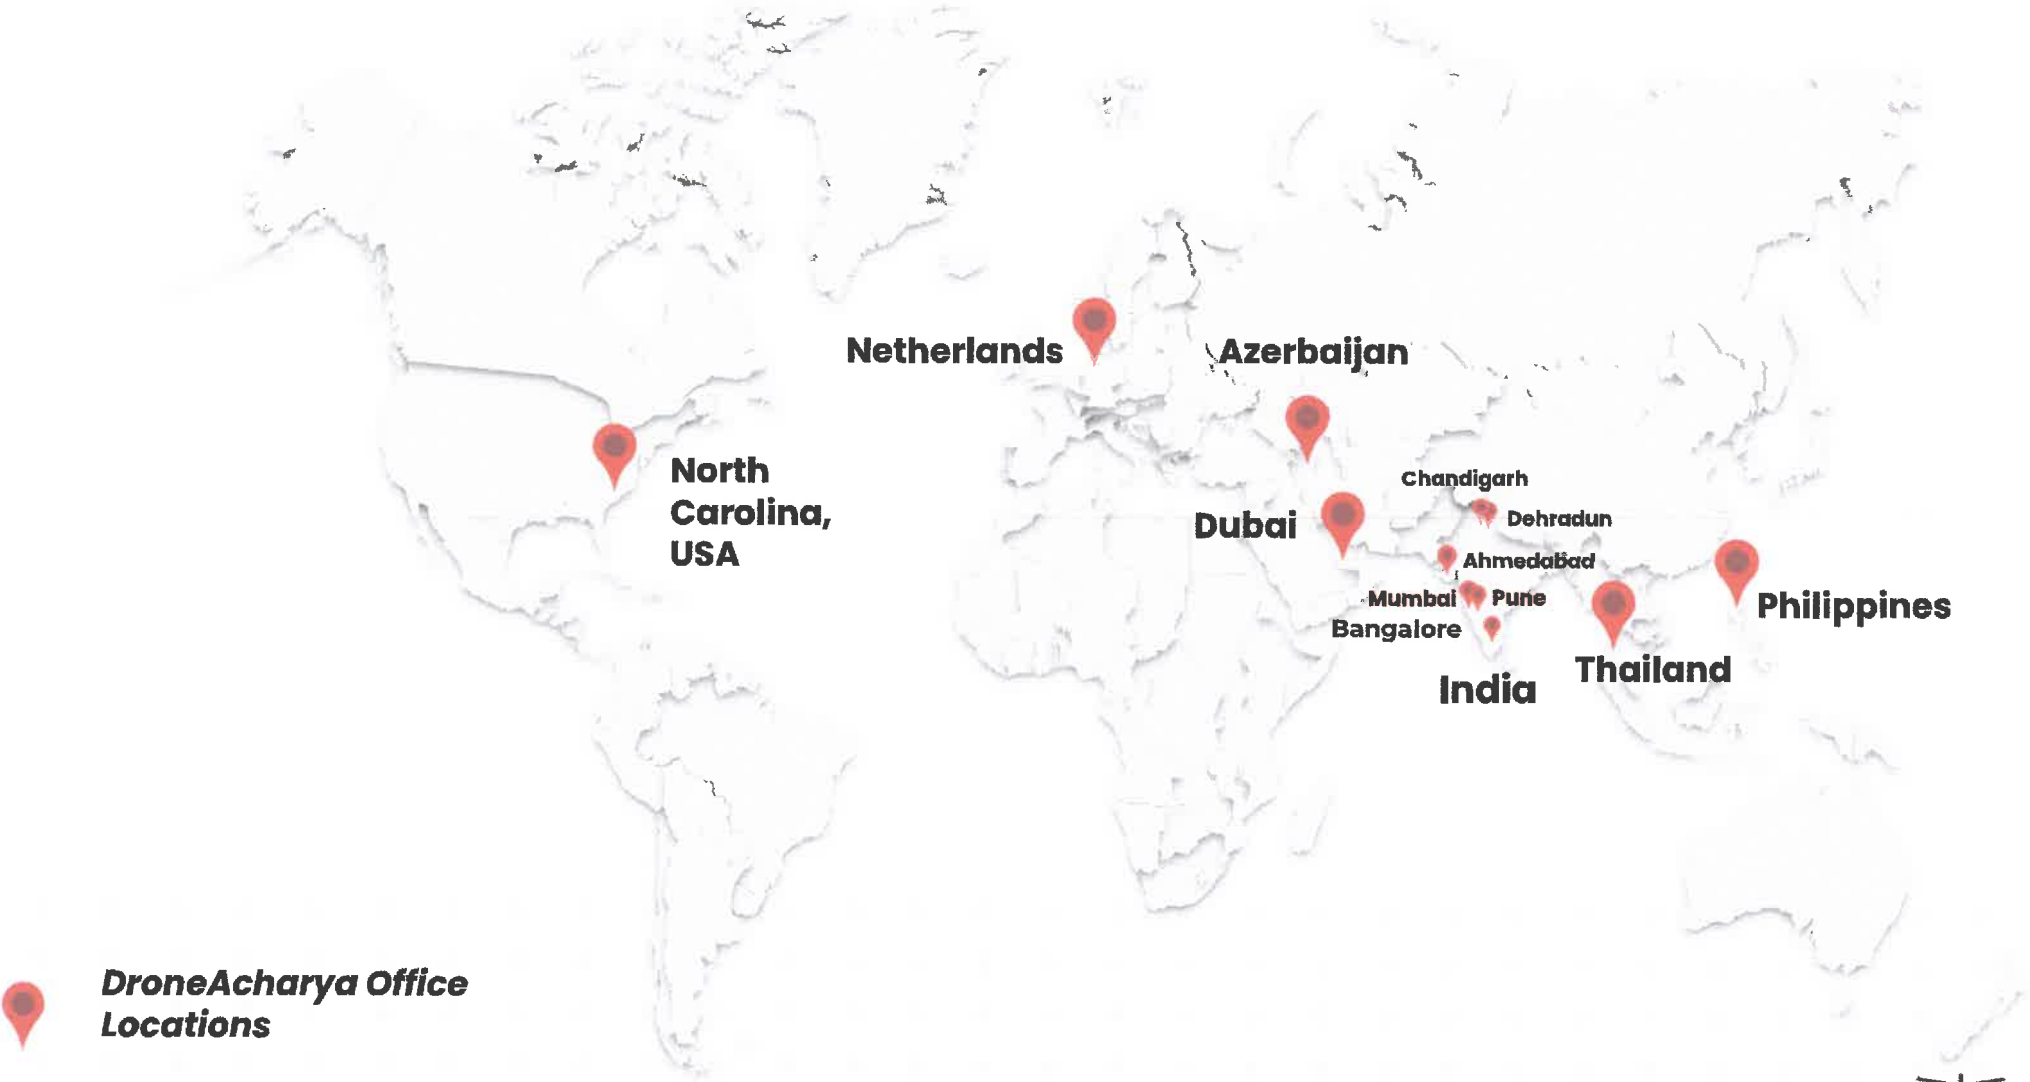 Netherlands
Azerbaijan
North
Carolina,
USA
Chandigarh
Dubai
Dehradun
Ahmedabad
Mumbai
Pune
Philippines
Bangalore
Thailand
India
DroneAcharya Office
Locations